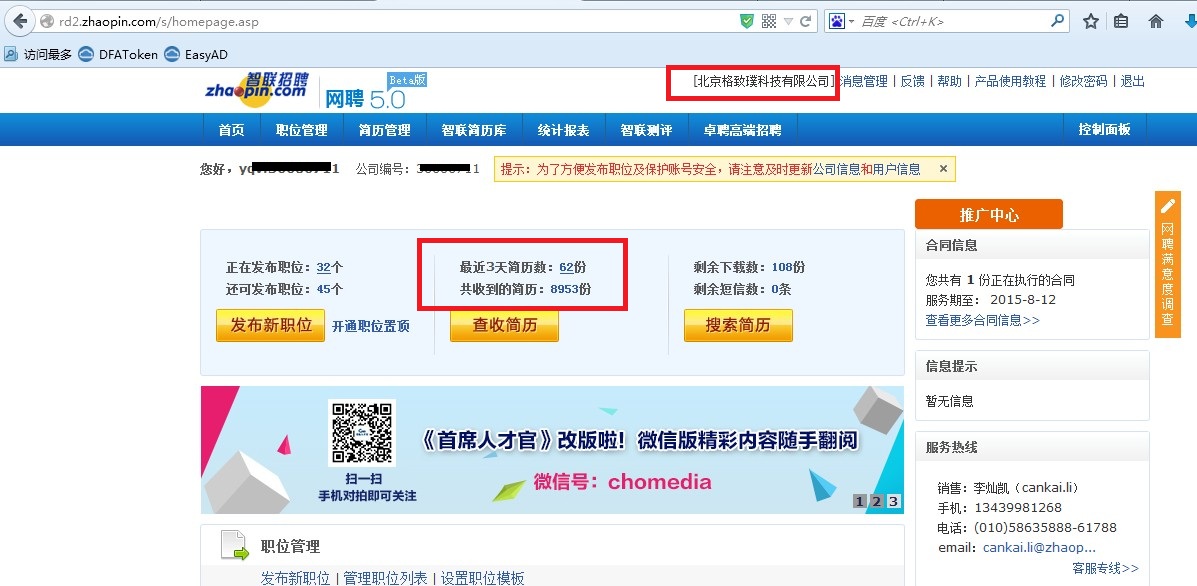 rd2.zhaopin.com/s/homepage.asp
百度 <Ctrl+K>
访问最多 DFAToken EasyAD
智联招聘
zhaopin.com
网聘 5.0 Beta版
[北京格致璞科技有限公司] 消息管理 | 反馈 | 帮助 | 产品使用教程 | 修改密码 | 退出
首页 职位管理 简历管理 智联简历库 统计报表 智联测评 卓聘高端招聘 控制面板
您好，yq 1 公司编号： 1 提示：为了方便发布职位及保护账号安全，请注意及时更新公司信息和用户信息 ×
正在发布职位：32个
还可发布职位：45个
发布新职位 开通职位置顶
最近3天简历数：62份
共收到的简历：8953份
查收简历
剩余下载数：108份
剩余短信数：0条
搜索简历
推广中心
合同信息
您共有 1 份正在执行的合同
服务期至： 2015-8-12
查看更多合同信息>>
信息提示
暂无信息
服务热线
销售：李灿凯（cankai.li）
手机：13439981268
电话：(010)58635888-61788
email：cankai.li@zhaop...
客服专线>>
网聘满意度调查
《首席人才官》改版啦！微信版精彩内容随手翻阅
微信号：chomedia
扫一扫
手机对拍即可关注
1 2 3
职位管理
发布新职位 | 管理职位列表 | 设置职位模板